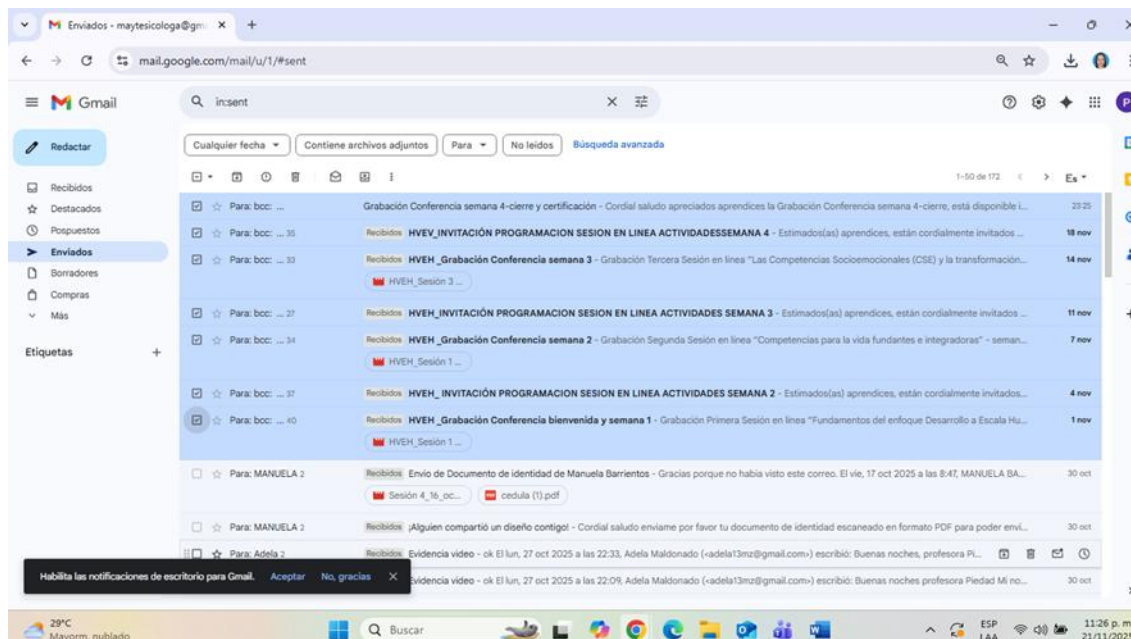 Enviados - maytesicologa@gm
mail.google.com/mail/u/1/#sent
Gmail
in:sent
Redactar
Cualquier fecha
Contiene archivos adjuntos
Para
No leídos
Búsqueda avanzada
1-50 de 172
Es
Recibidos
Destacados
Pospuestos
Enviados
Borradores
Compras
Más
Etiquetas
Para: bcc: ... Grabación Conferencia semana 4-cierre y certificación - Cordial saludo apreciados aprendices la Grabación Conferencia semana 4-cierre, está disponible i... 23:25
Para: bcc: ... 35 Recibidos HVEV_INVITACIÓN PROGRAMACION SESION EN LINEA ACTIVIDADESSEMANA 4 - Estimados(as) aprendices, están cordialmente invitados ... 18 nov
Para: bcc: ... 33 Recibidos HVEH _Grabación Conferencia semana 3 - Grabación Tercera Sesión en línea "Las Competencias Socioemocionales (CSE) y la transformación... 14 nov
HVEH_Sesión 3 ...
Para: bcc: ... 27 Recibidos HVEH_INVITACIÓN PROGRAMACION SESION EN LINEA ACTIVIDADES SEMANA 3 - Estimados(as) aprendices, están cordialmente invitados ... 11 nov
Para: bcc: ... 34 Recibidos HVEH _Grabación Conferencia semana 2 - Grabación Segunda Sesión en línea "Competencias para la vida fundantes e integradoras" - seman... 7 nov
HVEH_Sesión 1 ...
Para: bcc: ... 37 Recibidos HVEH_ INVITACIÓN PROGRAMACION SESION EN LINEA ACTIVIDADES SEMANA 2 - Estimados(as) aprendices, están cordialmente invitados... 4 nov
Para: bcc: ... 40 Recibidos HVEH _Grabación Conferencia bienvenida y semana 1 - Grabación Primera Sesión en línea "Fundamentos del enfoque Desarrollo a Escala Hu... 1 nov
HVEH_Sesión 1 ...
Para: MANUELA 2 Recibidos Envio de Documento de identidad de Manuela Barrientos - Gracias porque no había visto este correo. El vie, 17 oct 2025 a las 8:47, MANUELA BA... 30 oct
Sesión 4_16_oc... PDF cedula (1).pdf
Para: MANUELA 2 Recibidos ¡Alguien compartió un diseño contigo! - Cordial saludo enviame por favor tu documento de identidad escaneado en formato PDF para poder envi... 30 oct
Para: Adela 2 Recibidos Evidencia video - ok El lun, 27 oct 2025 a las 22:33, Adela Maldonado (<adela13mz@gmail.com>) escribió: Buenas noches, profesora Pi...
Evidencia video - ok El lun, 27 oct 2025 a las 22:09, Adela Maldonado (<adela13mz@gmail.com>) escribió: Buenas noches profesora Piedad Mi no... 30 oct
Habilita las notificaciones de escritorio para Gmail. Aceptar No, gracias
29°C
Mayorm. nublado
Buscar
ESP
LAA
11:26 p. m.
21/11/202